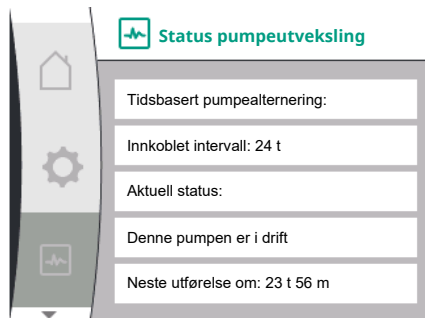 Status pumpeutveksling
Tidsbasert pumpealternering:
Innkoblet intervall: 24 t
Aktuell status:
Denne pumpen er i drift
Neste utførelse om: 23 t 56 m